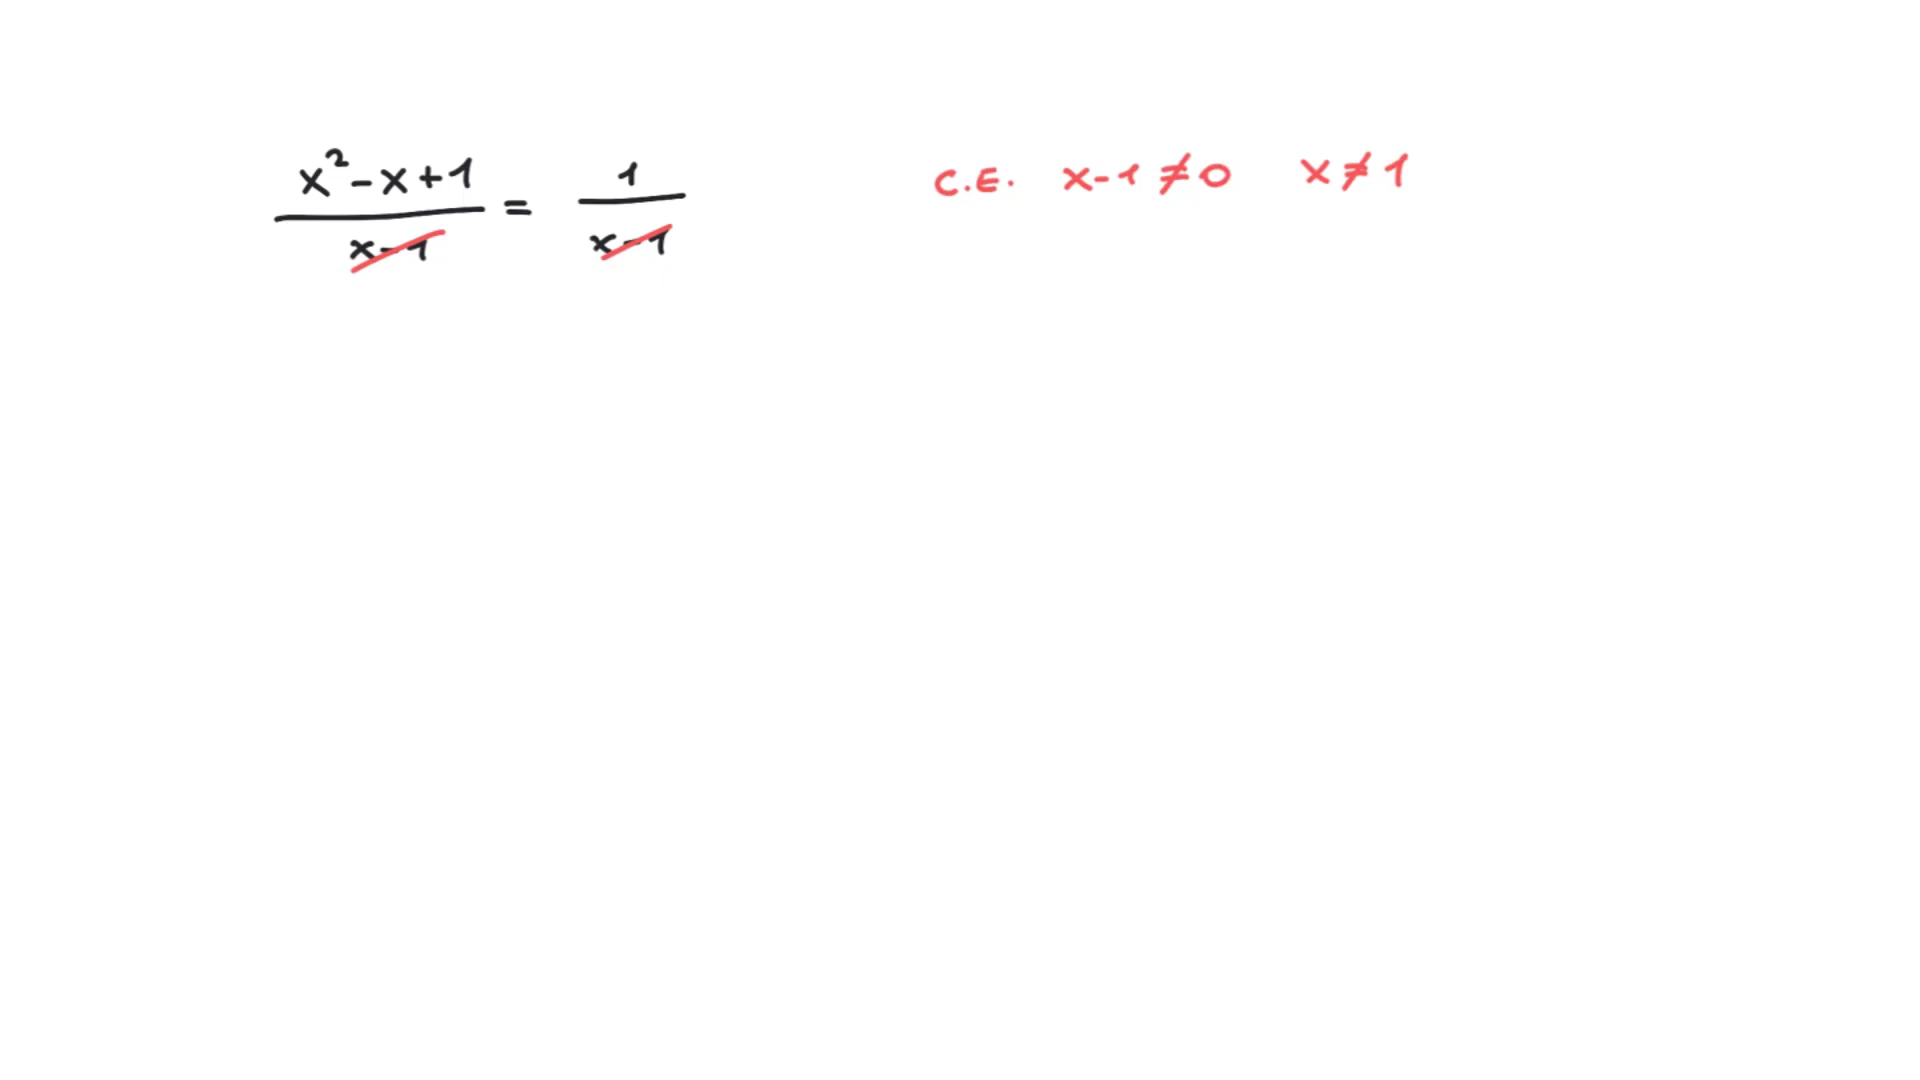 x²-x+1 / x-1 = 1 / x-1
C.E. x-1≠0 x≠1